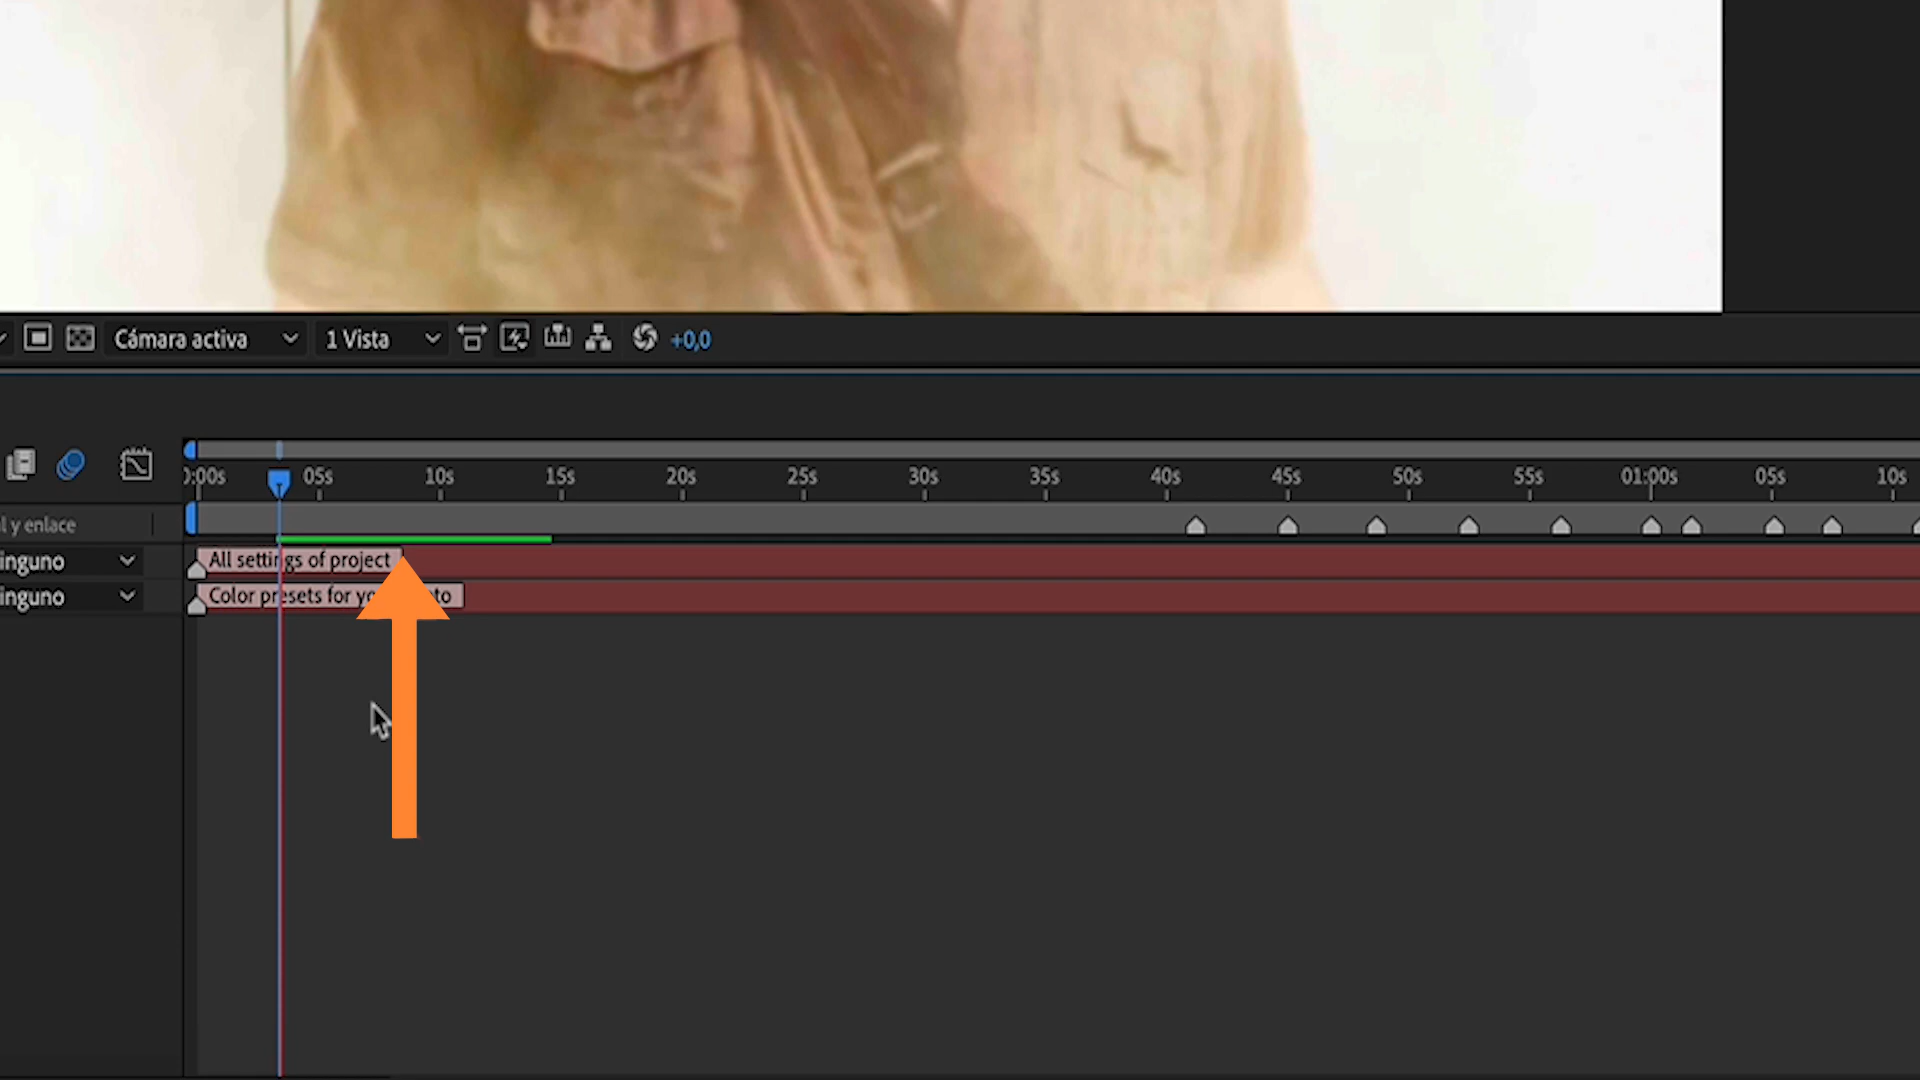 Cámara activa 1 Vista +0,0
0:00s 05s 10s 15s 20s 25s 30s 35s 40s 45s 50s 55s 01:00s 05s 10s
l y enlace
inguno All settings of project
inguno Color presets for